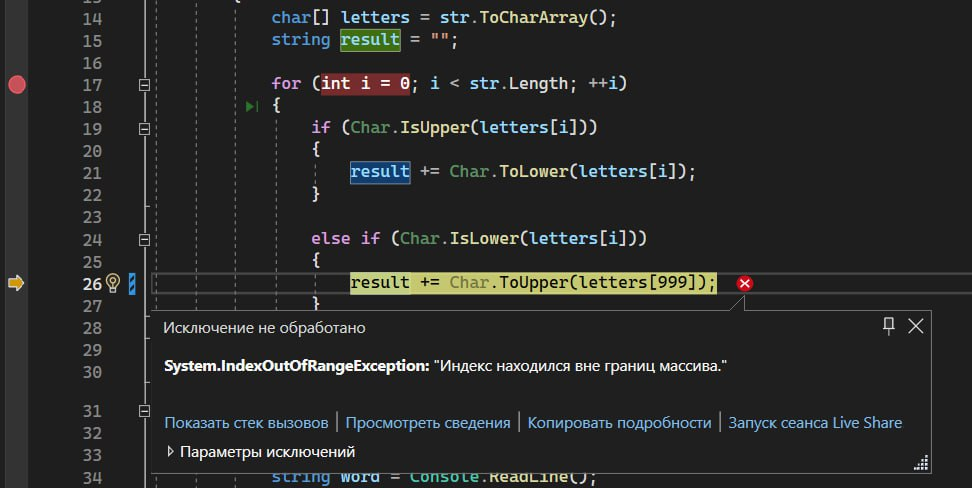 14 char[] letters = str.ToCharArray();
15 string result = "";
16
17 for (int i = 0; i < str.Length; ++i)
18 {
19 if (Char.IsUpper(letters[i]))
20 {
21 result += Char.ToLower(letters[i]);
22 }
23
24 else if (Char.IsLower(letters[i]))
25 {
26 result += Char.ToUpper(letters[999]);
27 }
28
Исключение не обработано
29
System.IndexOutOfRangeException: "Индекс находился вне границ массива."
30
31
Показать стек вызовов | Просмотреть сведения | Копировать подробности | Запуск сеанса Live Share
32
33
Параметры исключений
34 string word = Console.ReadLine();